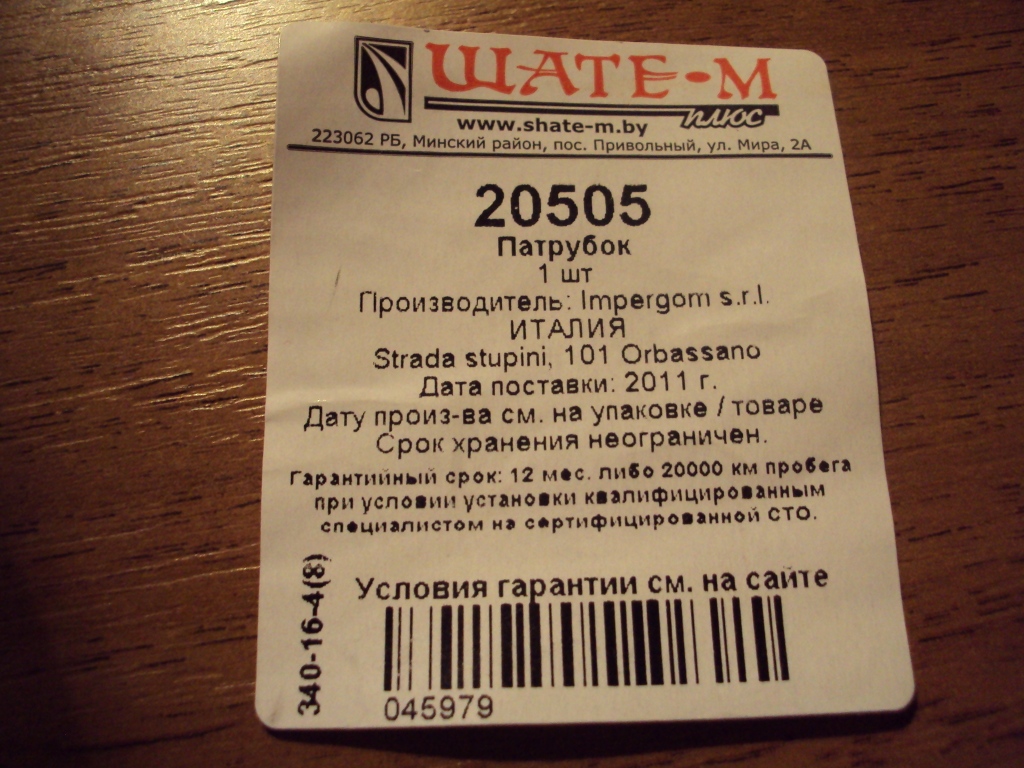 ШАТЕ-М
плюс
www.shate-m.by
223062 РБ, Минский район, пос. Привольный, ул. Мира, 2А
20505
Патрубок
1 шт
Производитель: Impergom s.r.l.
ИТАЛИЯ
Strada stupini, 101 Orbassano
Дата поставки: 2011 г.
Дату произ-ва см. на упаковке / товаре
Срок хранения неограничен.
Гарантийный срок: 12 мес. либо 20000 км пробега
при условии установки квалифицированным
специалистом на сертифицированной СТО.
340-16-4(8)
Условия гарантии см. на сайте
045979